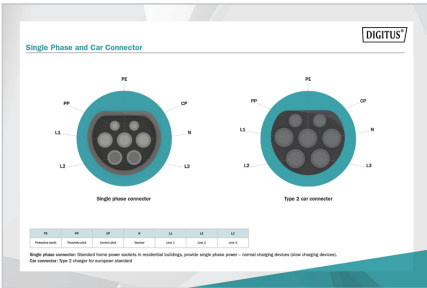 DIGITUS®
Single Phase and Car Connector
PE
PP
CP
L1
N
L2
L3
Single phase connector
PE
PP
CP
L1
N
L2
L3
Type 2 car connector
PE PP CP N L1 L2 L3
Protective earth Proximity pilot Control pilot Neutral Line 1 Line 2 Line 3
Single phase connector: Standard home power sockets in residential buildings, provide single phase power – normal charging devices (slow charging devices).
Car connector: Type 2 charger for european standard